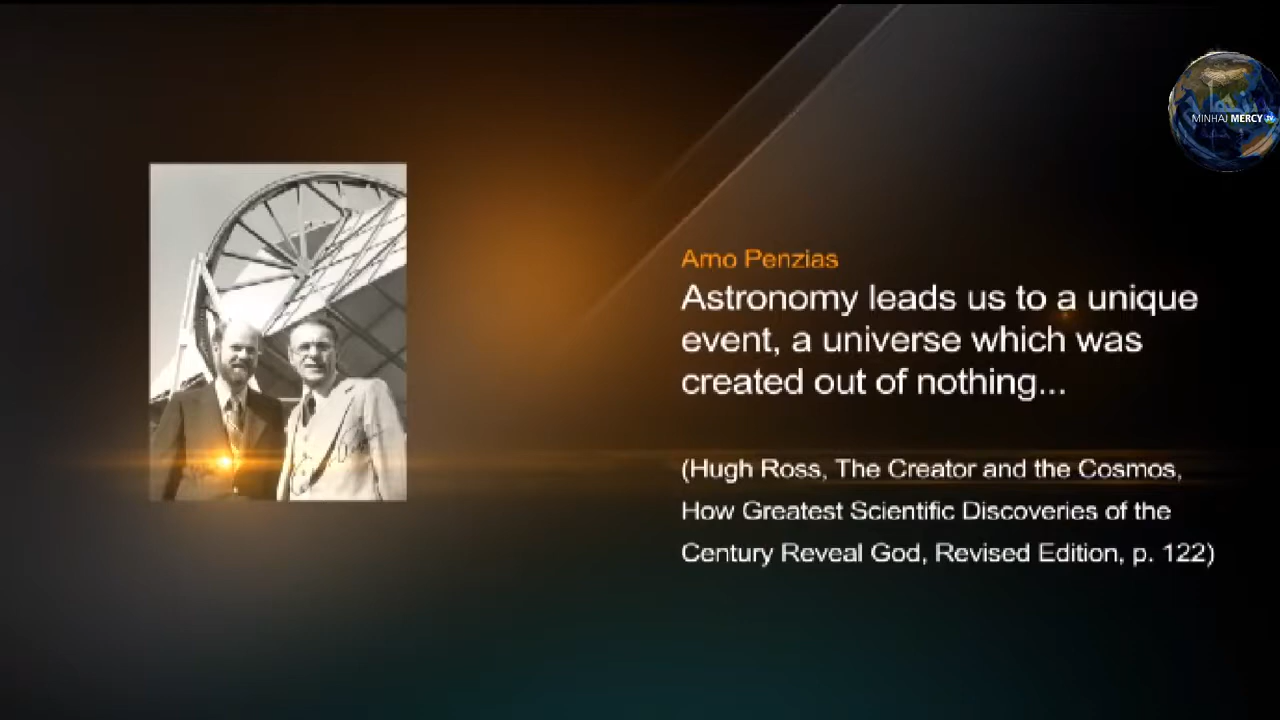 MINHAJ MERCY.tv
Arno Penzias
Astronomy leads us to a unique
event, a universe which was
created out of nothing...
(Hugh Ross, The Creator and the Cosmos,
How Greatest Scientific Discoveries of the
Century Reveal God, Revised Edition, p. 122)